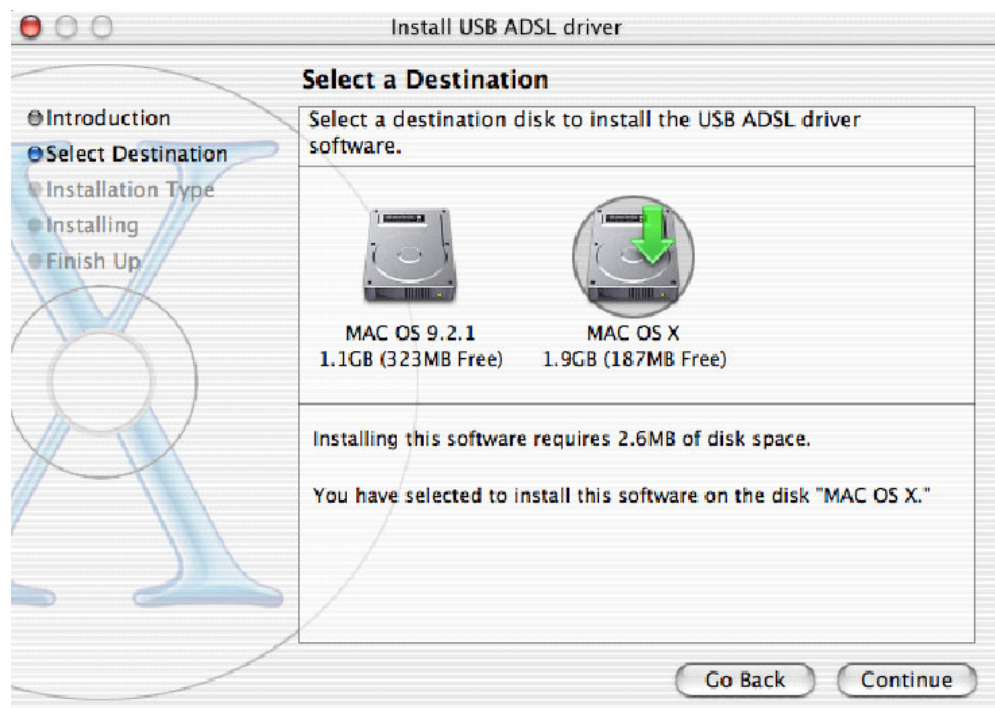 Install USB ADSL driver
Select a Destination
Introduction
Select Destination
Installation Type
Installing
Finish Up
Select a destination disk to install the USB ADSL driver
software.
MAC OS 9.2.1
1.1GB (323MB Free)
MAC OS X
1.9GB (187MB Free)
Installing this software requires 2.6MB of disk space.
You have selected to install this software on the disk "MAC OS X."
Go Back
Continue